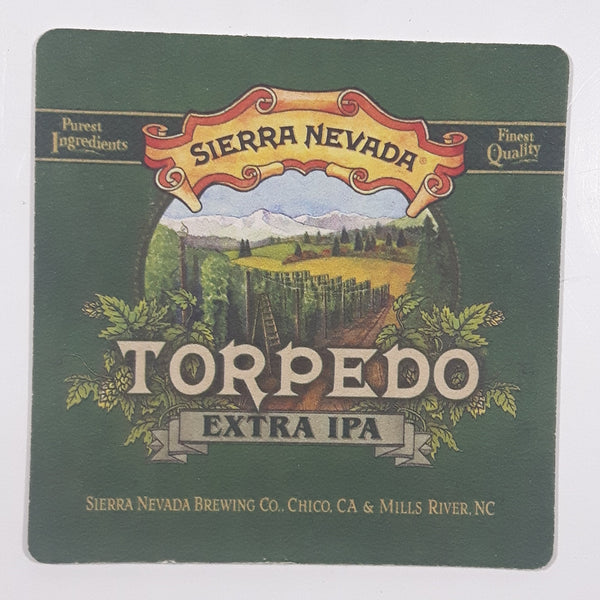 Purest
Ingredients
SIERRA NEVADA®
Finest
Quality
TORPEDO
EXTRA IPA
SIERRA NEVADA BREWING CO., CHICO, CA & MILLS RIVER, NC